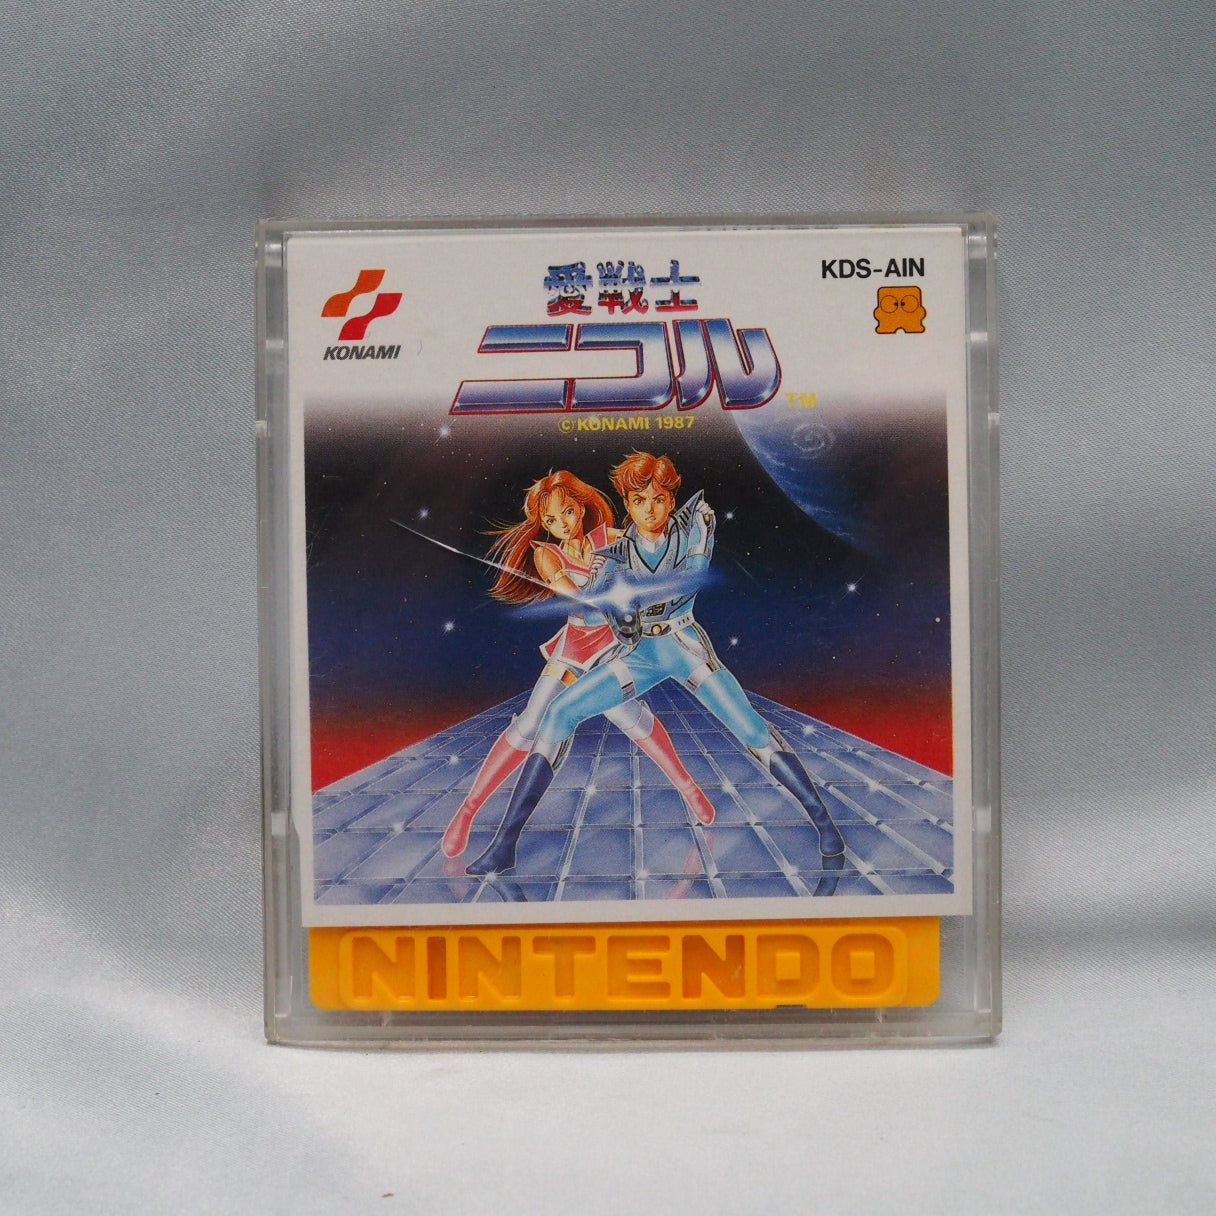 KDS-AIN
愛戦士
ニコル
TM
KONAMI
© KONAMI 1987
NINTENDO